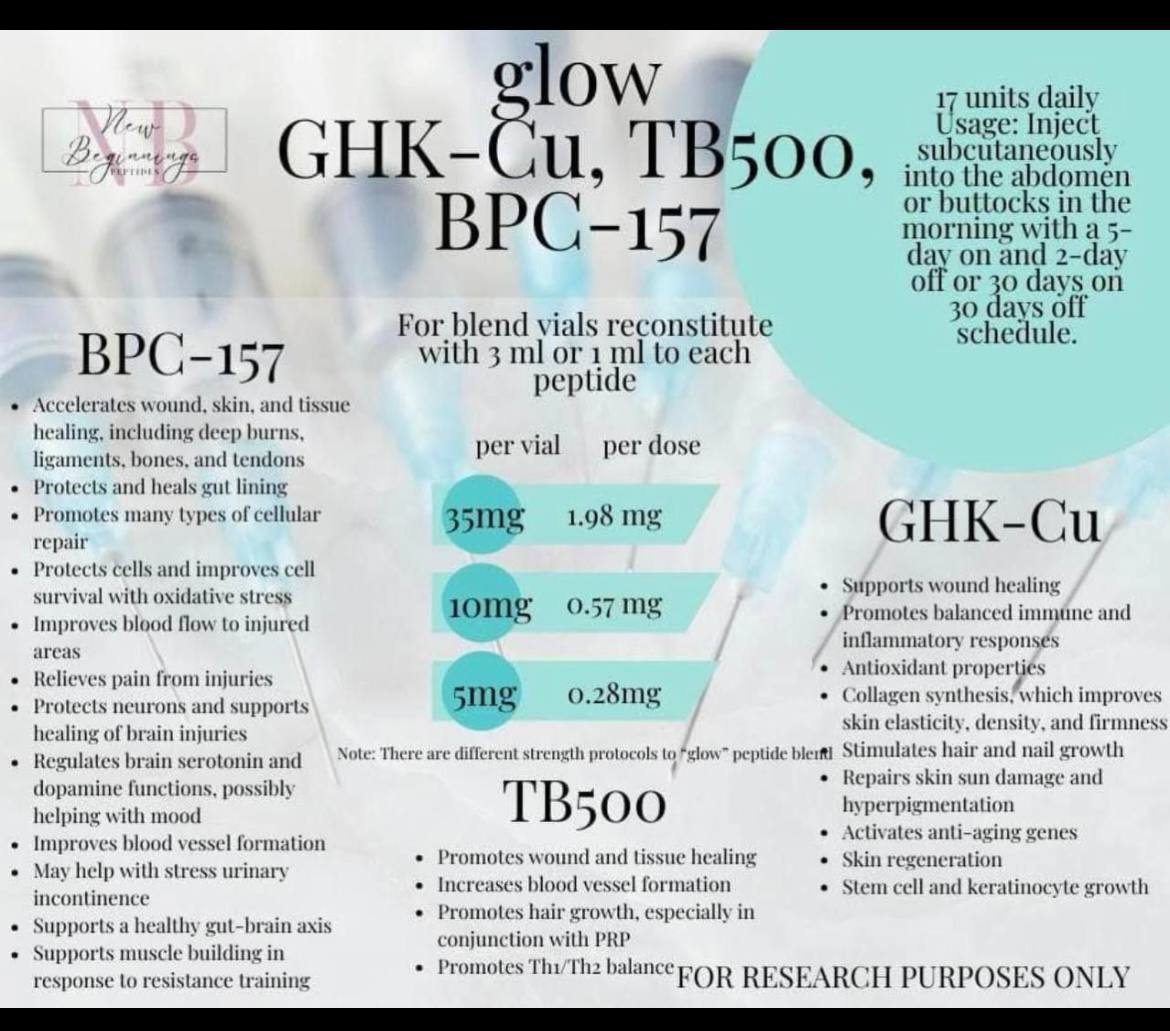 New
Beginnings
PEPTIDES
NB
glow
GHK-Cu, TB500,
BPC-157
17 units daily
Usage: Inject
subcutaneously
into the abdomen
or buttocks in the
morning with a 5-
day on and 2-day
off or 30 days on
30 days off
schedule.
For blend vials reconstitute
with 3 ml or 1 ml to each
peptide
per vial per dose
35mg 1.98 mg
10mg 0.57 mg
5mg 0.28mg
Note: There are different strength protocols to "glow" peptide blend
BPC-157
• Accelerates wound, skin, and tissue
healing, including deep burns,
ligaments, bones, and tendons
• Protects and heals gut lining
• Promotes many types of cellular
repair
• Protects cells and improves cell
survival with oxidative stress
• Improves blood flow to injured
areas
• Relieves pain from injuries
• Protects neurons and supports
healing of brain injuries
• Regulates brain serotonin and
dopamine functions, possibly
helping with mood
• Improves blood vessel formation
• May help with stress urinary
incontinence
• Supports a healthy gut-brain axis
• Supports muscle building in
response to resistance training
TB500
• Promotes wound and tissue healing
• Increases blood vessel formation
• Promotes hair growth, especially in
conjunction with PRP
• Promotes Th1/Th2 balance
GHK-Cu
• Supports wound healing
• Promotes balanced immune and
inflammatory responses
• Antioxidant properties
• Collagen synthesis, which improves
skin elasticity, density, and firmness
• Stimulates hair and nail growth
• Repairs skin sun damage and
hyperpigmentation
• Activates anti-aging genes
• Skin regeneration
• Stem cell and keratinocyte growth
FOR RESEARCH PURPOSES ONLY